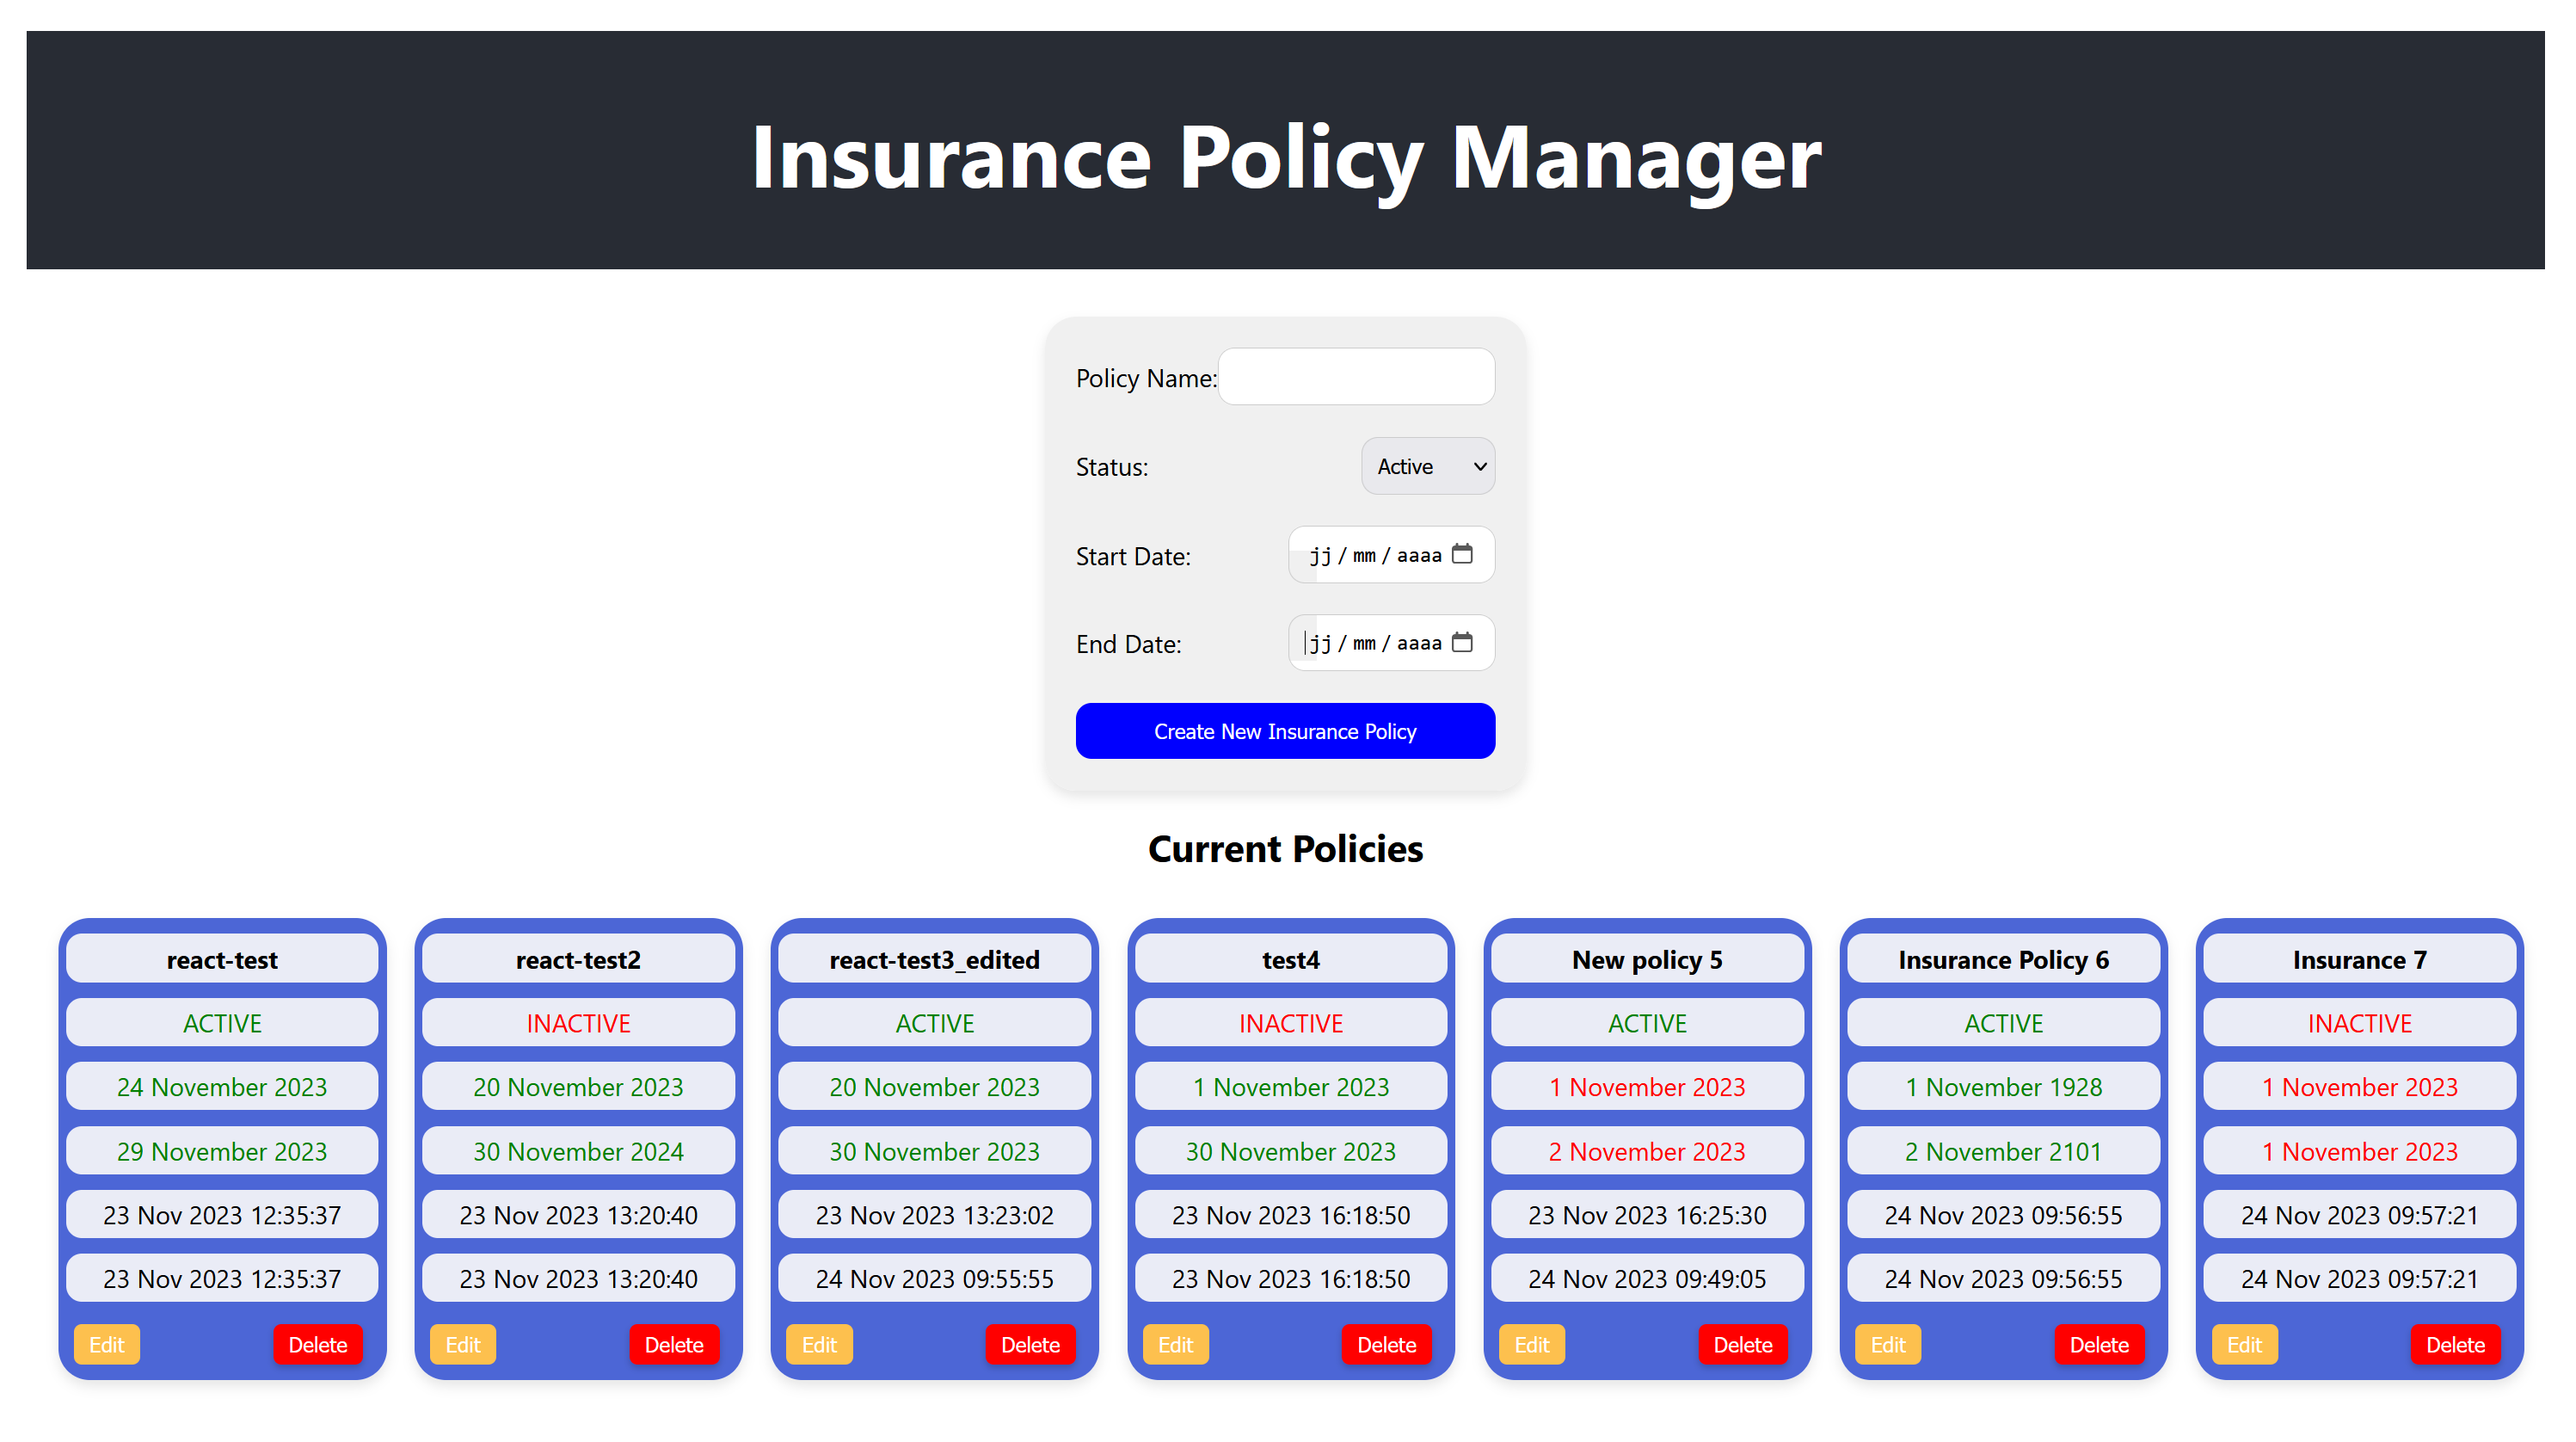 Insurance Policy Manager
Policy Name:
Status: Active
Start Date: jj/mm/aaaa
End Date: jj/mm/aaaa
Create New Insurance Policy
Current Policies
react-test
ACTIVE
24 November 2023
29 November 2023
23 Nov 2023 12:35:37
23 Nov 2023 12:35:37
Edit Delete
react-test2
INACTIVE
20 November 2023
30 November 2024
23 Nov 2023 13:20:40
23 Nov 2023 13:20:40
Edit Delete
react-test3_edited
ACTIVE
20 November 2023
30 November 2023
23 Nov 2023 13:23:02
24 Nov 2023 09:55:55
Edit Delete
test4
INACTIVE
1 November 2023
30 November 2023
23 Nov 2023 16:18:50
23 Nov 2023 16:18:50
Edit Delete
New policy 5
ACTIVE
1 November 2023
2 November 2023
23 Nov 2023 16:25:30
24 Nov 2023 09:49:05
Edit Delete
Insurance Policy 6
ACTIVE
1 November 1928
2 November 2101
24 Nov 2023 09:56:55
24 Nov 2023 09:56:55
Edit Delete
Insurance 7
INACTIVE
1 November 2023
1 November 2023
24 Nov 2023 09:57:21
24 Nov 2023 09:57:21
Edit Delete